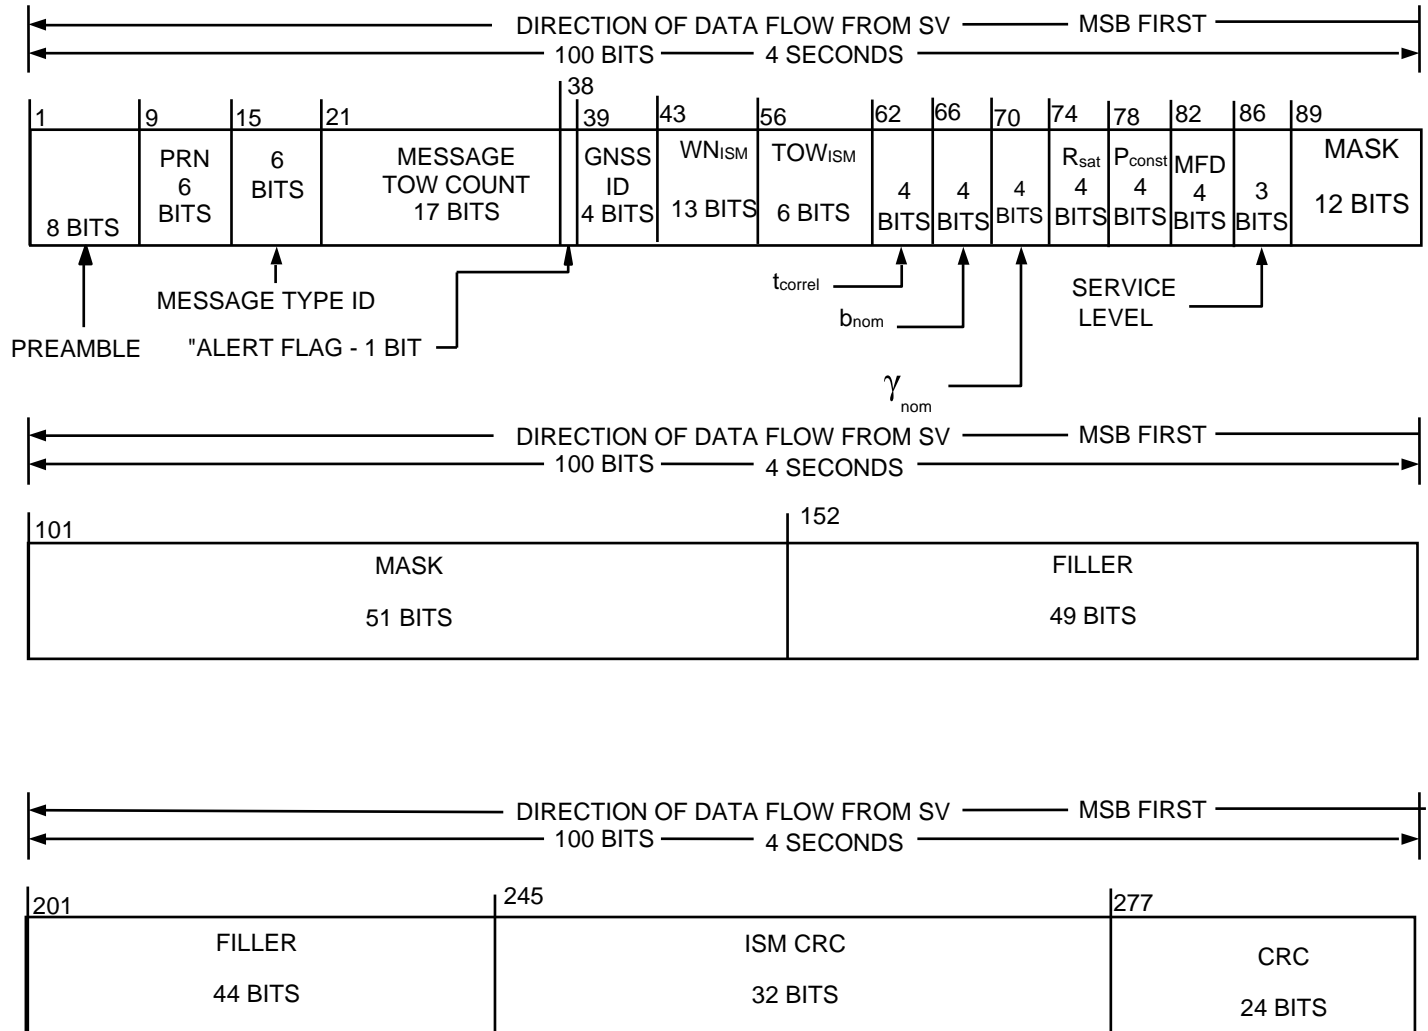 DIRECTION OF DATA FLOW FROM SV MSB FIRST
100 BITS 4 SECONDS
1 9 15 21 38 39 43 56 62 66 70 74 78 82 86 89
8 BITS
PRN
6
BITS
6
BITS
MESSAGE
TOW COUNT
17 BITS
GNSS
ID
4 BITS
WNISM
13 BITS
TOWISM
6 BITS
4
BITS
4
BITS
4
BITS
Rsat
4
BITS
Pconst
4
BITS
MFD
4
BITS
3
BITS
MASK
12 BITS
PREAMBLE
MESSAGE TYPE ID
"ALERT FLAG - 1 BIT
tcorrel
bnom
γnom
SERVICE
LEVEL
DIRECTION OF DATA FLOW FROM SV MSB FIRST
100 BITS 4 SECONDS
101 152
MASK
51 BITS
FILLER
49 BITS
DIRECTION OF DATA FLOW FROM SV MSB FIRST
100 BITS 4 SECONDS
201 245 277
FILLER
44 BITS
ISM CRC
32 BITS
CRC
24 BITS